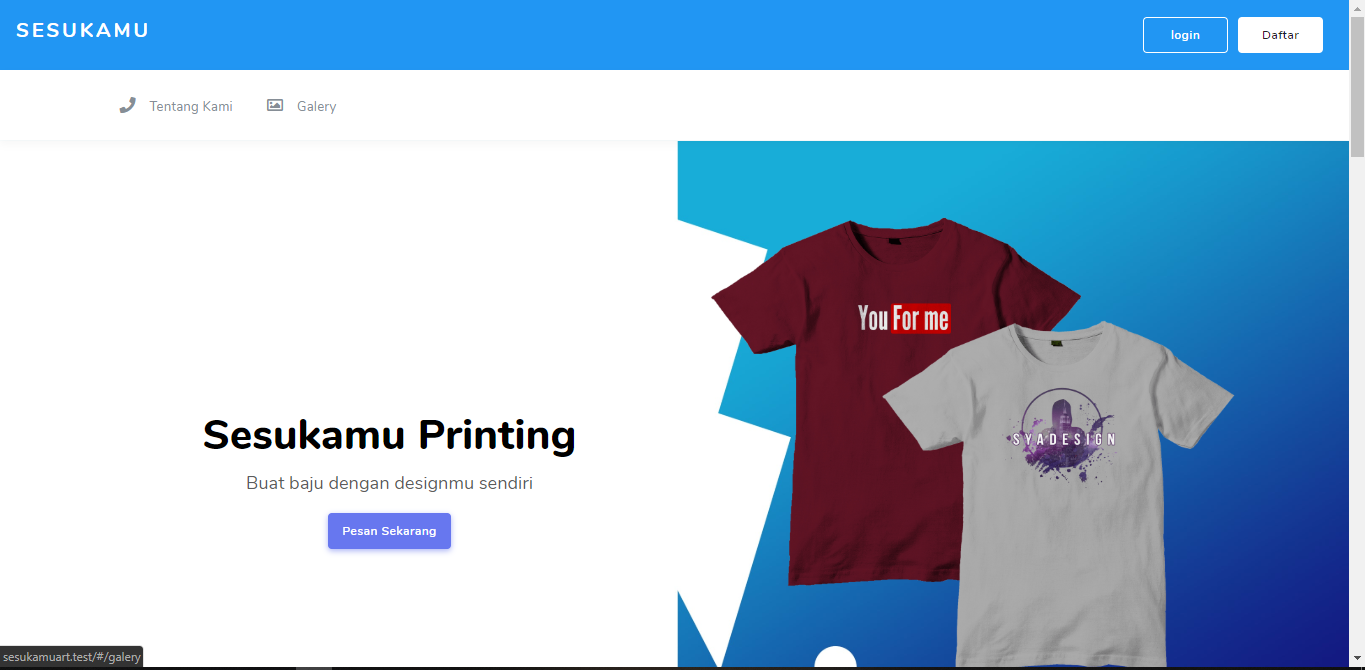 SESUKAMU
login
Daftar
Tentang Kami
Galery
You For me
SYADESIGN
Sesukamu Printing
Buat baju dengan designmu sendiri
Pesan Sekarang
sesukamuart.test/#/galery